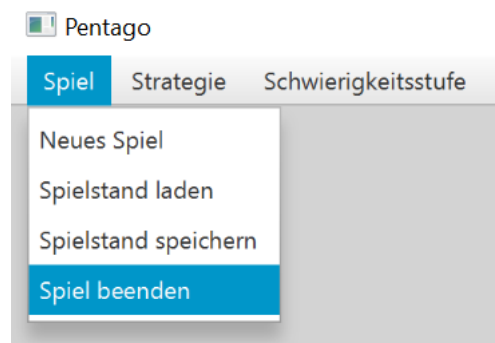 Pentago
Spiel Strategie Schwierigkeitsstufe
Neues Spiel
Spielstand laden
Spielstand speichern
Spiel beenden